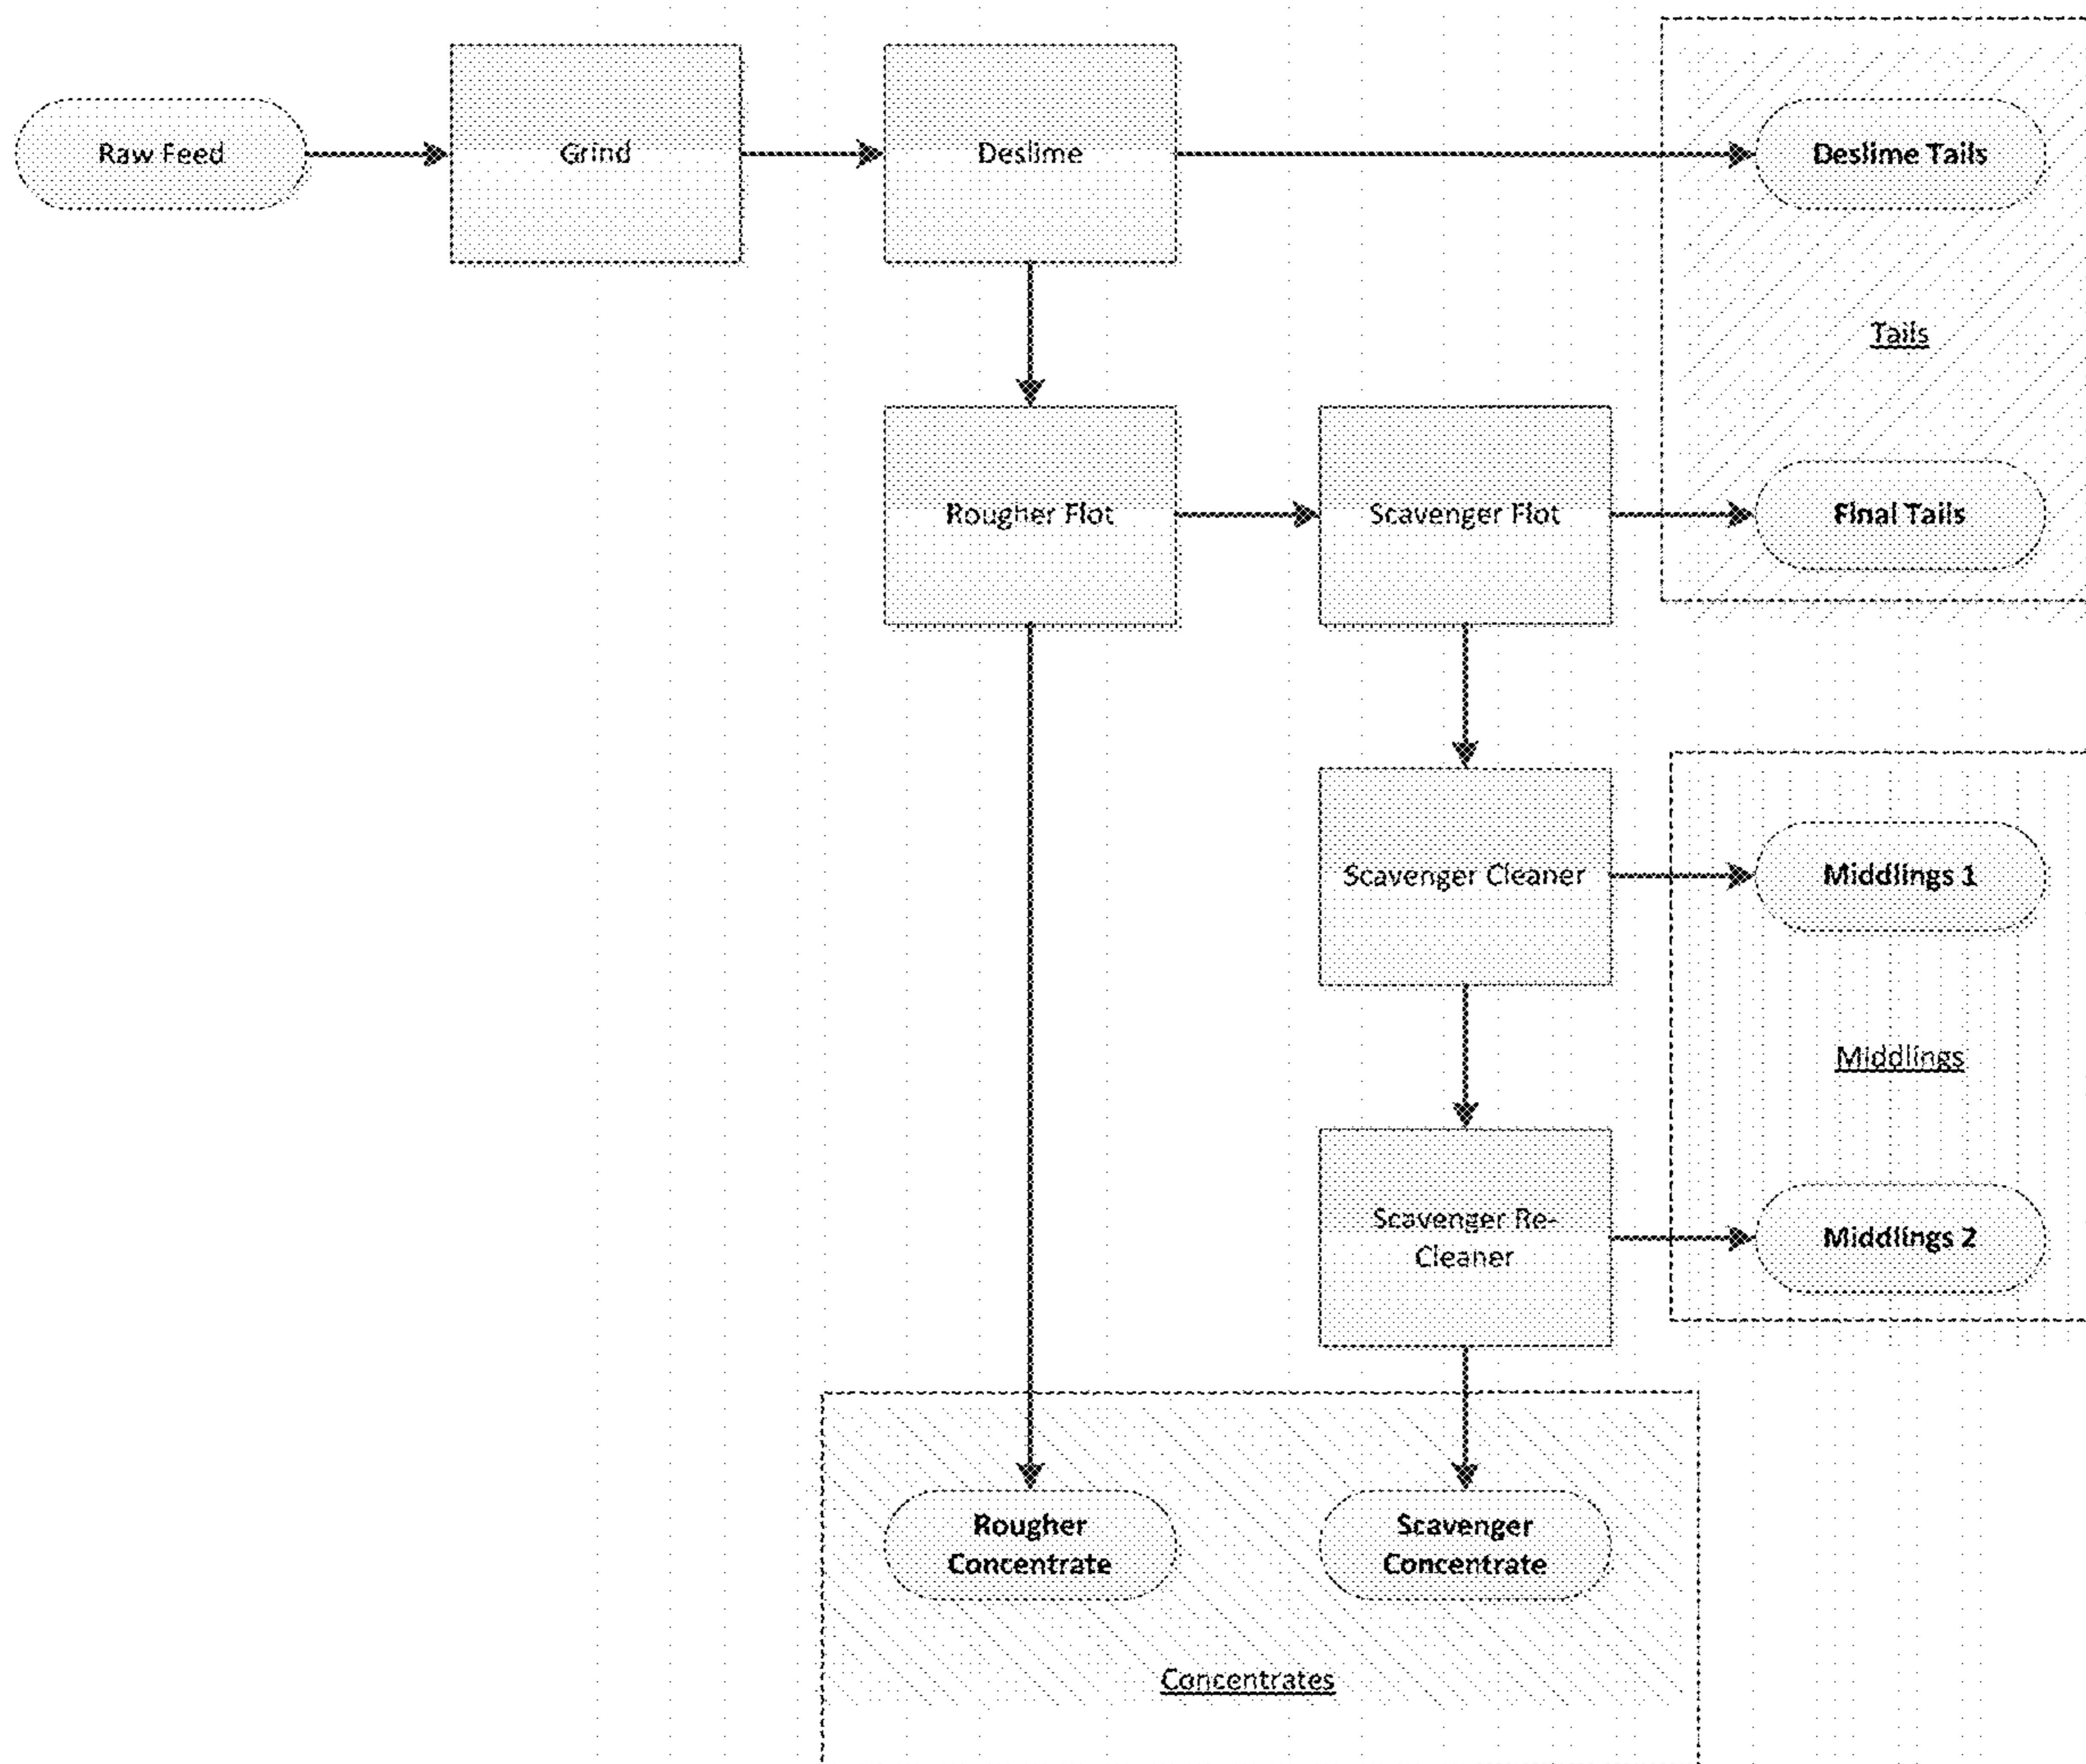 Raw Feed
Grind
Deslime
Deslime Tails
Tails
Rougher Flot
Scavenger Flot
Final Tails
Scavenger Cleaner
Middlings 1
Middlings
Scavenger Re-
Cleaner
Middlings 2
Rougher
Concentrate
Scavenger
Concentrate
Concentrates